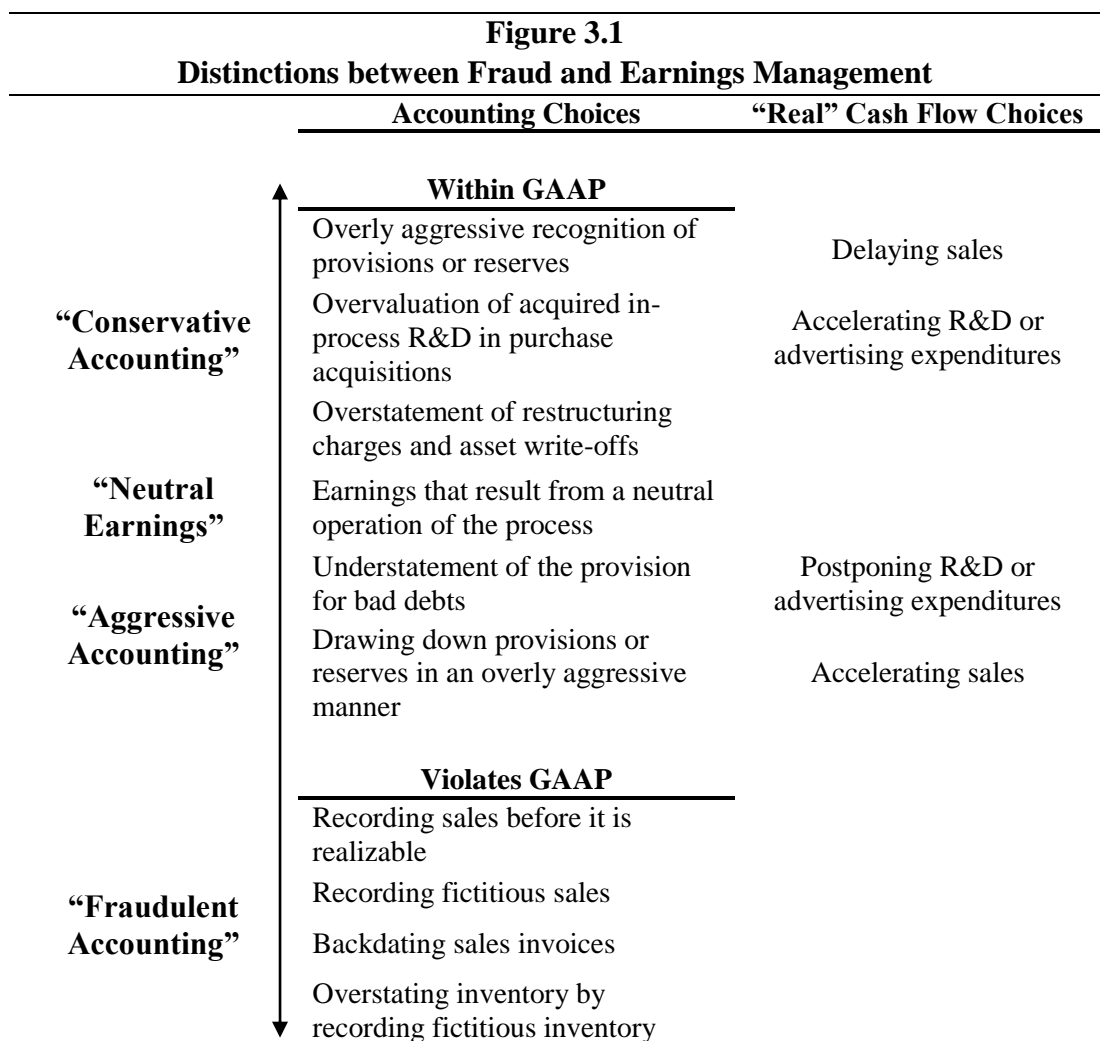 Figure 3.1
Distinctions between Fraud and Earnings Management
Accounting Choices
“Real” Cash Flow Choices
Within GAAP
“Conservative
Accounting”
Overly aggressive recognition of
provisions or reserves
Delaying sales
Overvaluation of acquired in-
process R&D in purchase
acquisitions
Accelerating R&D or
advertising expenditures
Overstatement of restructuring
charges and asset write-offs
“Neutral
Earnings”
Earnings that result from a neutral
operation of the process
“Aggressive
Accounting”
Understatement of the provision
for bad debts
Postponing R&D or
advertising expenditures
Drawing down provisions or
reserves in an overly aggressive
manner
Accelerating sales
Violates GAAP
“Fraudulent
Accounting”
Recording sales before it is
realizable
Recording fictitious sales
Backdating sales invoices
Overstating inventory by
recording fictitious inventory